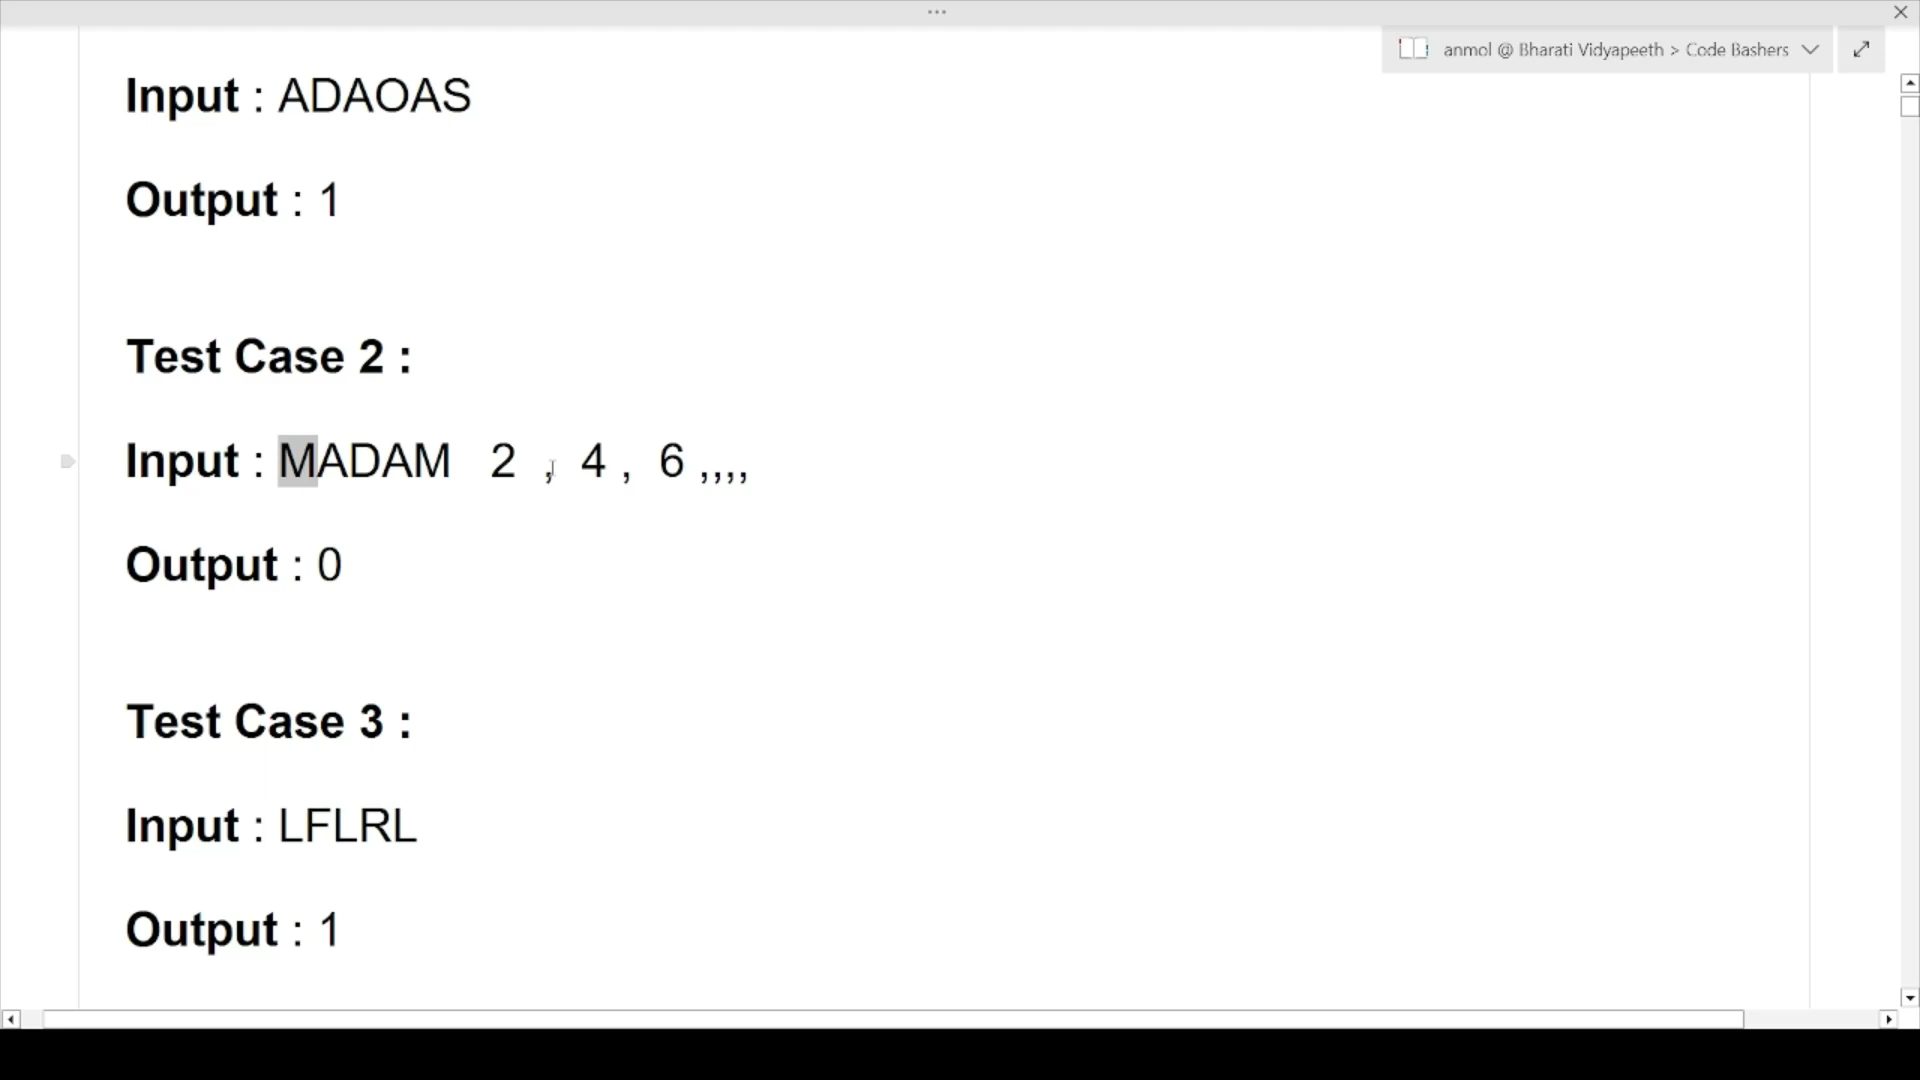 ...
anmol @ Bharati Vidyapeeth > Code Bashers
Input : ADAOAS
Output : 1
Test Case 2 :
Input : MADAM 2 , 4 , 6 ,,,,
Output : 0
Test Case 3 :
Input : LFLRL
Output : 1